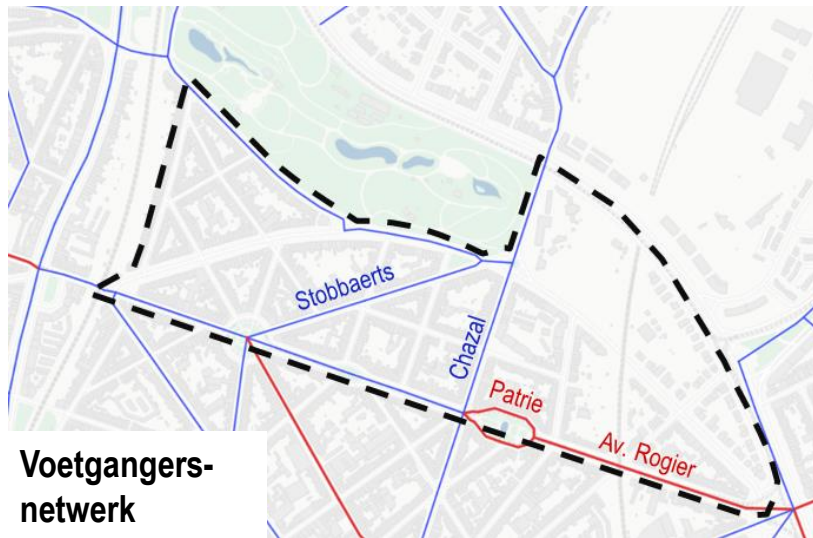 Stobbaerts
Chazal
Patrie
Av. Rogier
Voetgangers-
netwerk